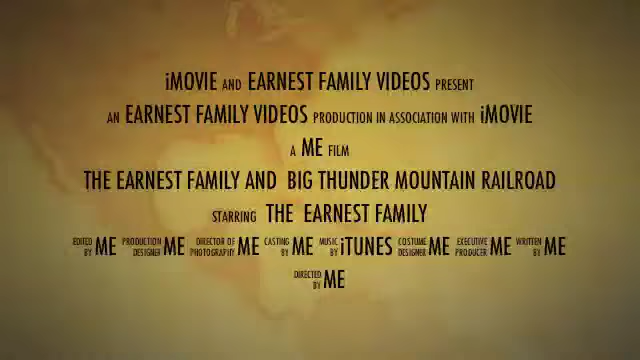 iMOVIE AND EARNEST FAMILY VIDEOS PRESENT
AN EARNEST FAMILY VIDEOS PRODUCTION IN ASSOCIATION WITH iMOVIE
A ME FILM
THE EARNEST FAMILY AND BIG THUNDER MOUNTAIN RAILROAD
STARRING THE EARNEST FAMILY
EDITED BY ME PRODUCTION DESIGNER ME DIRECTOR OF PHOTOGRAPHY ME CASTING BY ME MUSIC BY iTUNES COSTUME DESIGNER ME EXECUTIVE PRODUCER ME WRITTEN BY ME
DIRECTED BY ME